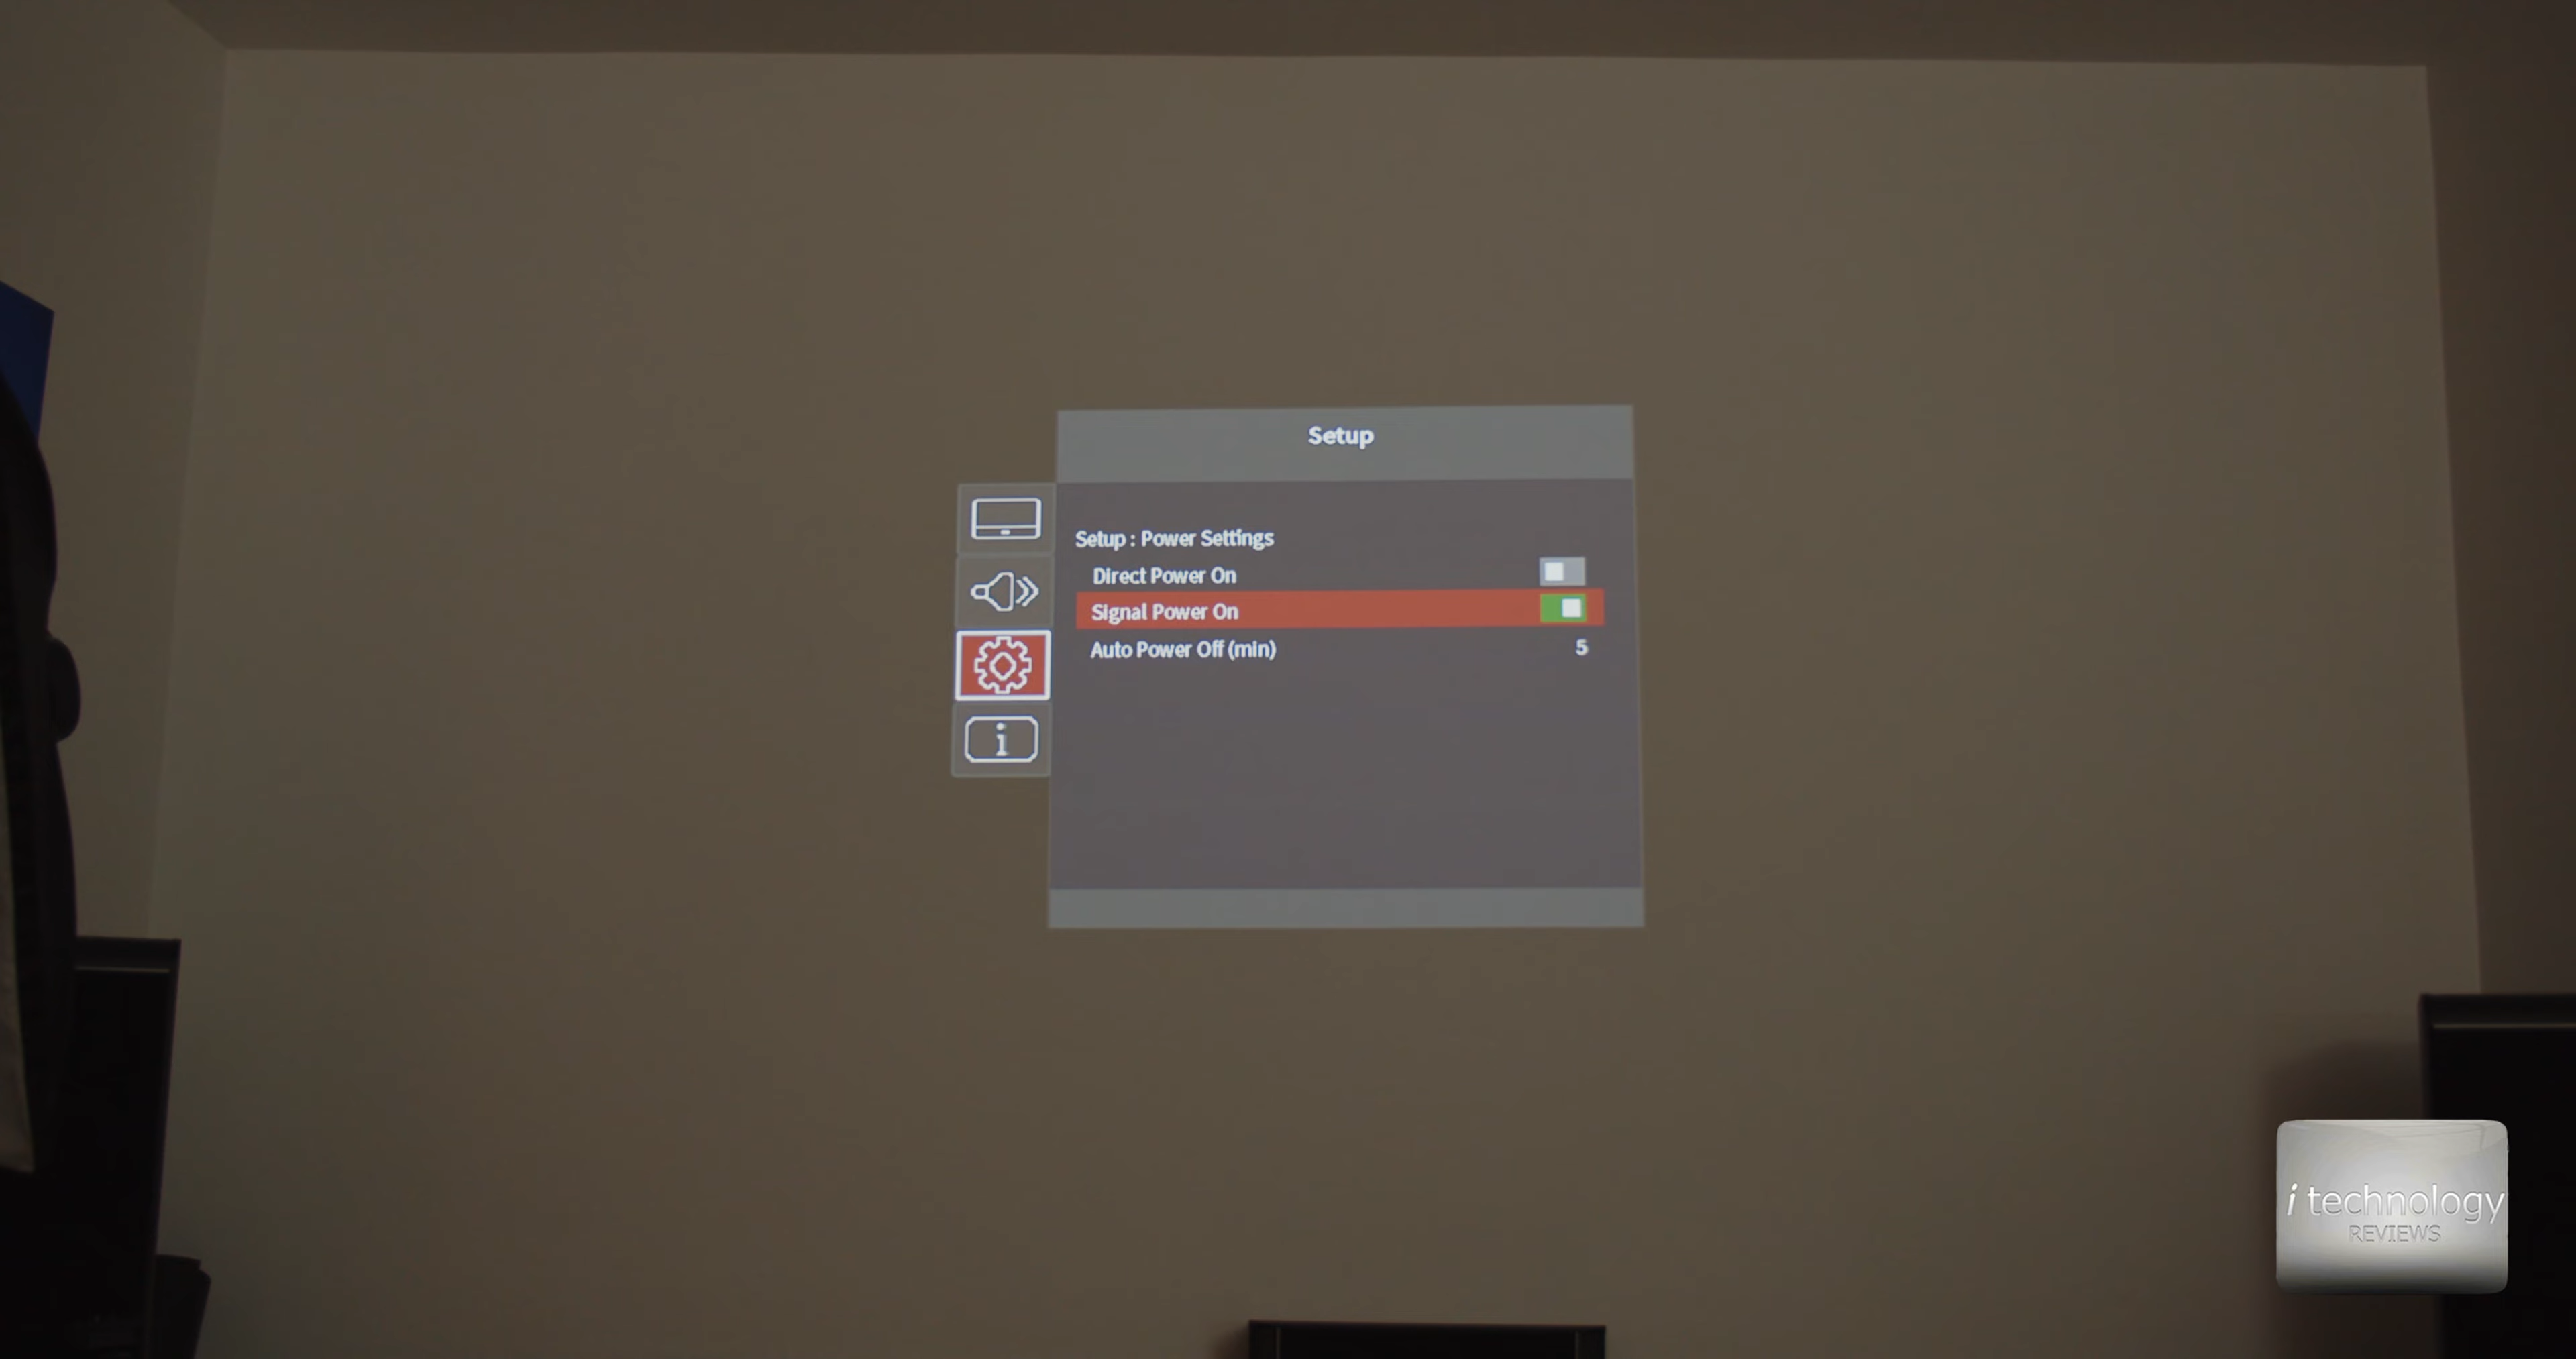 Setup
Setup : Power Settings
Direct Power On
Signal Power On
Auto Power Off (min) 5
i
i technology
REVIEWS